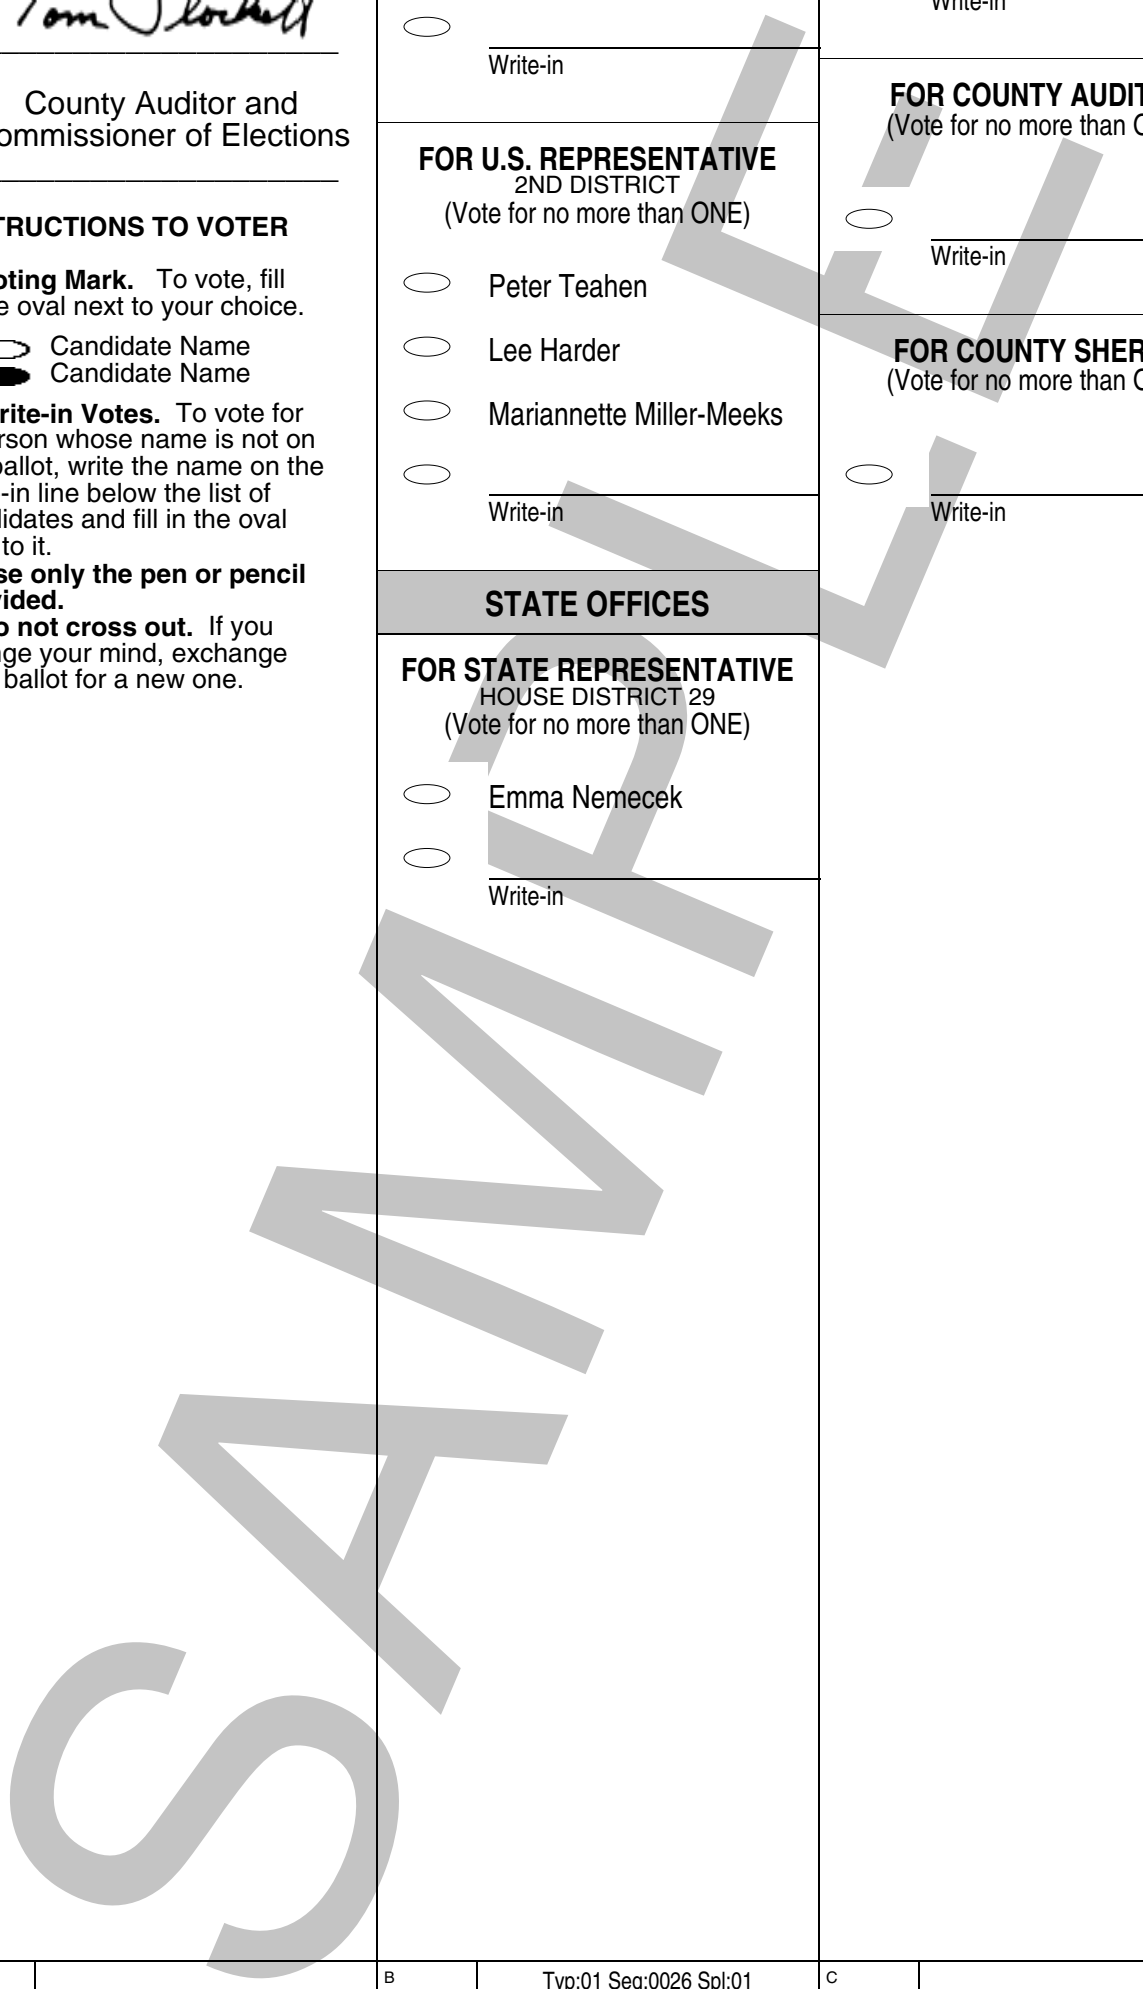 Tom Slockett
County Auditor and
ommissioner of Elections
TRUCTIONS TO VOTER
oting Mark. To vote, fill
e oval next to your choice.
Candidate Name
Candidate Name
rite-in Votes. To vote for
rson whose name is not on
ballot, write the name on the
-in line below the list of
lidates and fill in the oval
to it.
se only the pen or pencil
vided.
o not cross out. If you
nge your mind, exchange
ballot for a new one.
Write-in
FOR U.S. REPRESENTATIVE
2ND DISTRICT
(Vote for no more than ONE)
Peter Teahen
Lee Harder
Mariannette Miller-Meeks
Write-in
STATE OFFICES
FOR STATE REPRESENTATIVE
HOUSE DISTRICT 29
(Vote for no more than ONE)
Emma Nemecek
Write-in
B
Typ:01 Seq:0026 Spl:01
Write-in
FOR COUNTY AUDIT
(Vote for no more than O
Write-in
FOR COUNTY SHER
(Vote for no more than O
Write-in
C
SAMPLE